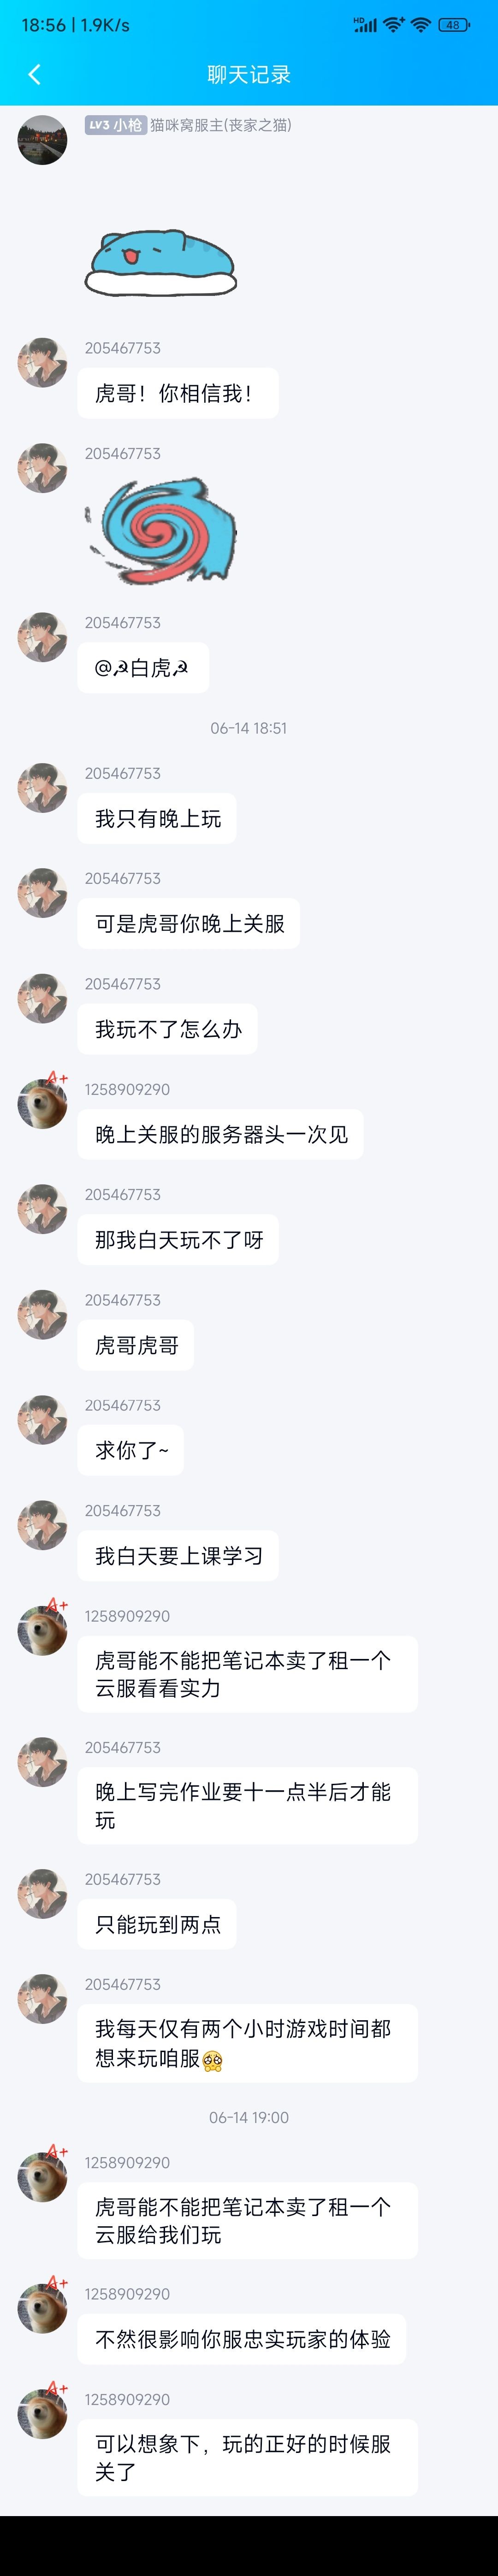 18:56 | 1.9K/s
HD
48
聊天记录
LV3 小枪 猫咪窝服主(丧家之猫)
205467753
虎哥！你相信我！
205467753
205467753
@☭白虎☭
06-14 18:51
205467753
我只有晚上玩
205467753
可是虎哥你晚上关服
205467753
我玩不了怎么办
A+
1258909290
晚上关服的服务器头一次见
205467753
那我白天玩不了呀
205467753
虎哥虎哥
205467753
求你了~
205467753
我白天要上课学习
A+
1258909290
虎哥能不能把笔记本卖了租一个
云服看看实力
205467753
晚上写完作业要十一点半后才能
玩
205467753
只能玩到两点
205467753
我每天仅有两个小时游戏时间都
想来玩咱服🥺
06-14 19:00
A+
1258909290
虎哥能不能把笔记本卖了租一个
云服给我们玩
A+
1258909290
不然很影响你服忠实玩家的体验
A+
1258909290
可以想象下，玩的正好的时候服
关了